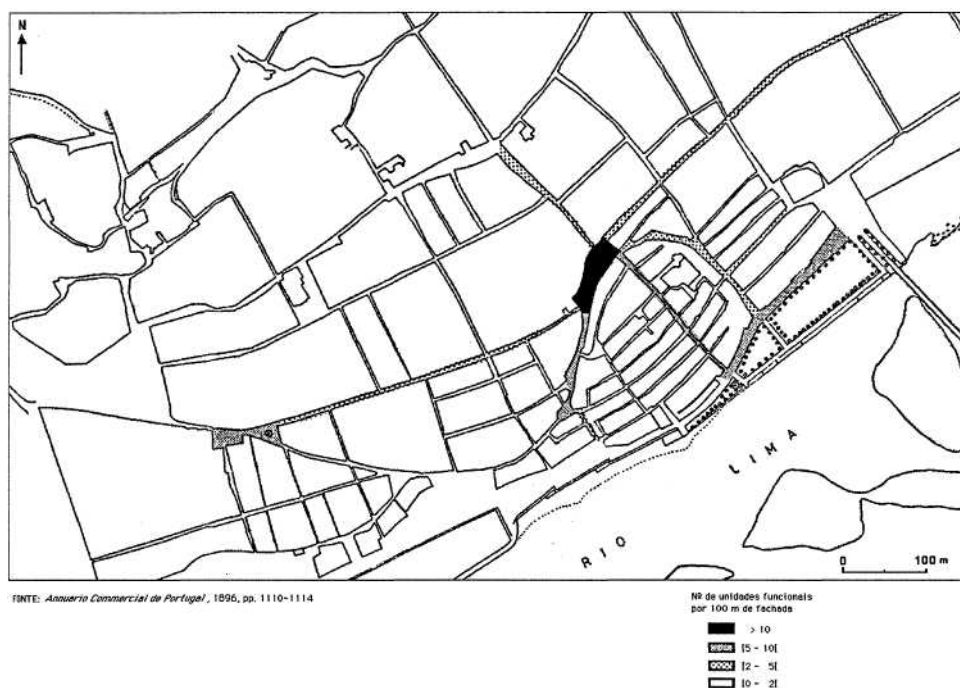 N
RIO LIMA
0 100 m
FONTE: Annuario Commercial de Portugal, 1896, pp. 1110-1114
Nº de unidades funcionais
por 100 m de fachada
> 10
[5 - 10[
[2 - 5[
[0 - 2[